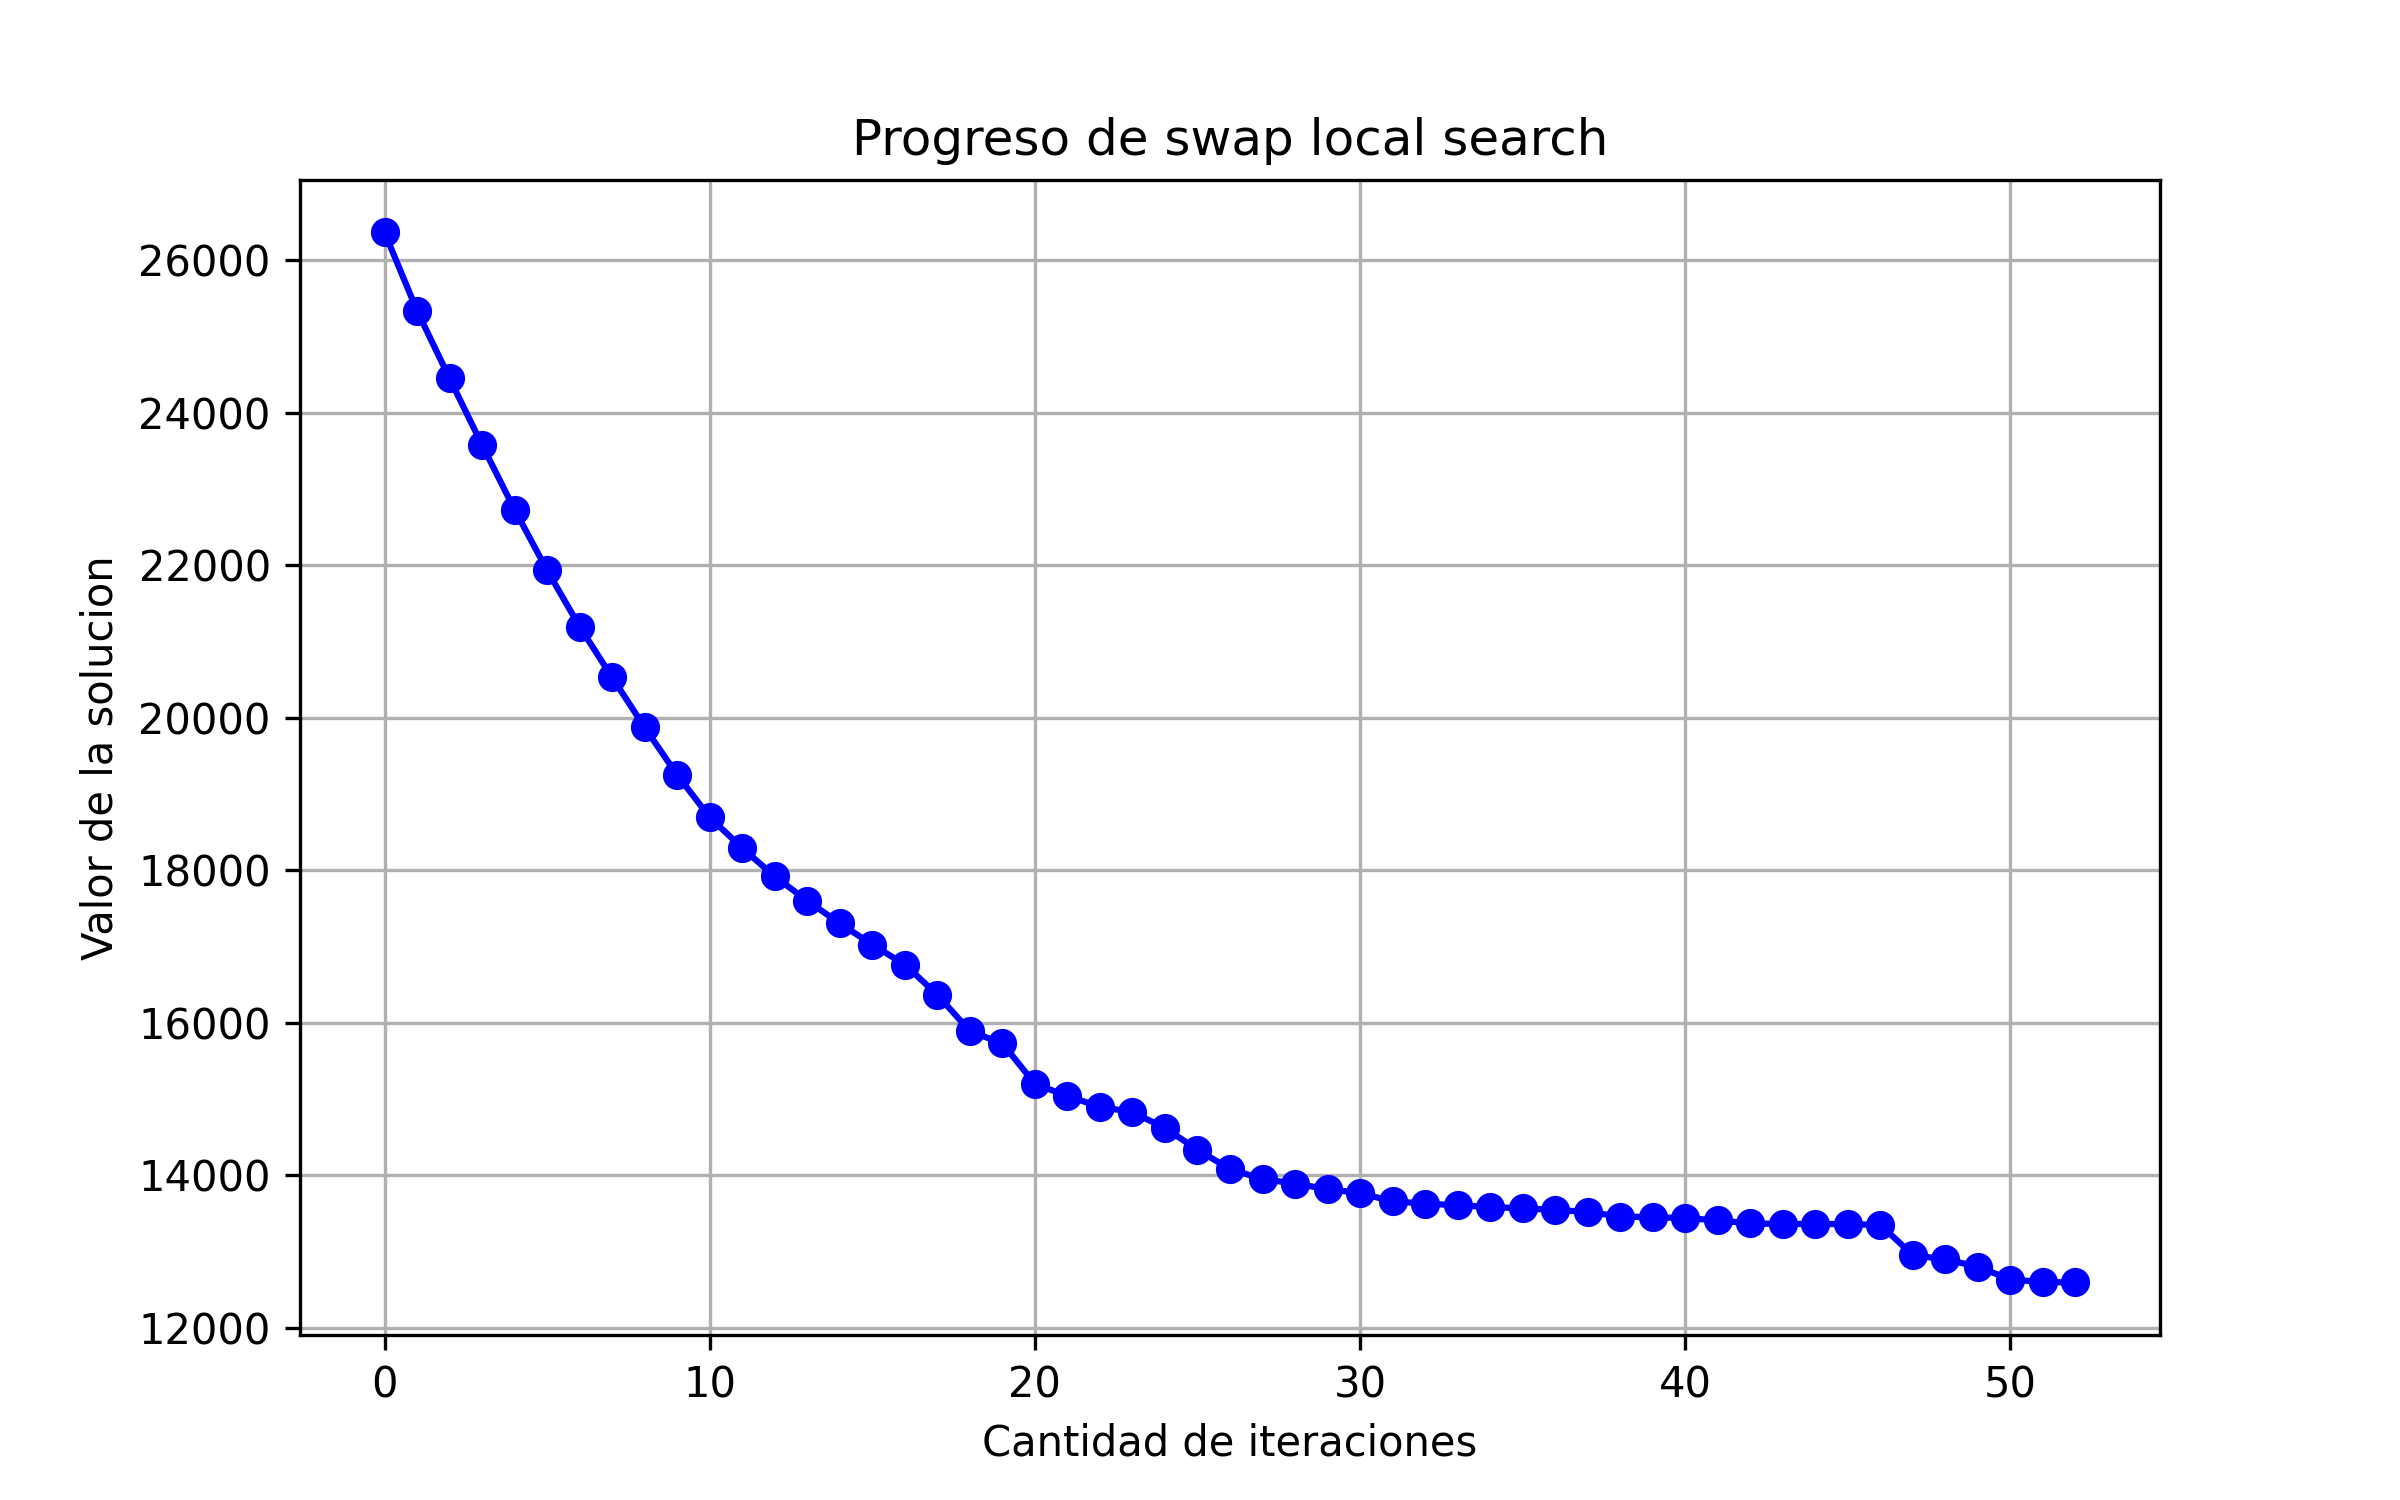 Progreso de swap local search
Valor de la solucion
26000
24000
22000
20000
18000
16000
14000
12000
0 10 20 30 40 50
Cantidad de iteraciones